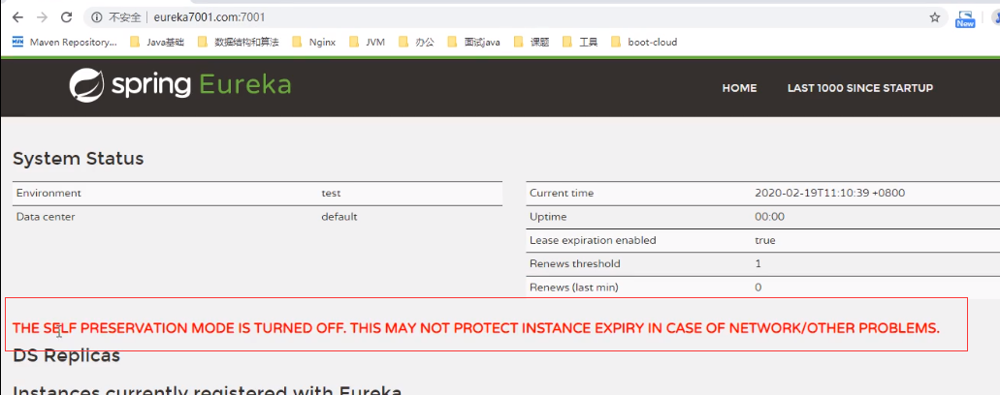 不安全 | eureka7001.com:7001
New
Maven Repository... Java基础 数据结构和算法 Nginx JVM 办公 面试java 课题 工具 boot-cloud
spring Eureka HOME LAST 1000 SINCE STARTUP
System Status
Environment test
Data center default
Current time 2020-02-19T11:10:39 +0800
Uptime 00:00
Lease expiration enabled true
Renews threshold 1
Renews (last min) 0
THE SELF PRESERVATION MODE IS TURNED OFF. THIS MAY NOT PROTECT INSTANCE EXPIRY IN CASE OF NETWORK/OTHER PROBLEMS.
DS Replicas
Instances currently registered with Eureka